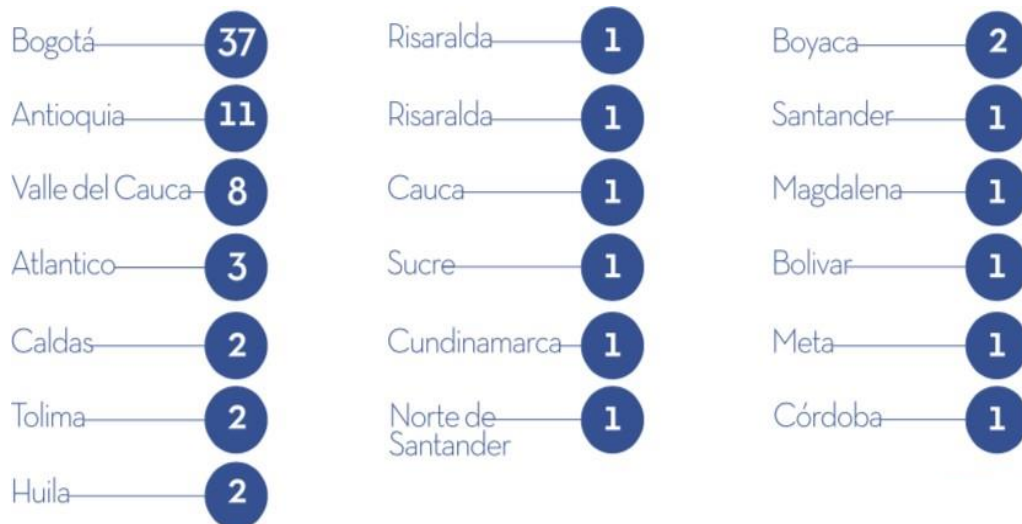 Bogotá 37
Antioquia 11
Valle del Cauca 8
Atlantico 3
Caldas 2
Tolima 2
Huila 2
Risaralda 1
Risaralda 1
Cauca 1
Sucre 1
Cundinamarca 1
Norte de 1
Santander
Boyaca 2
Santander 1
Magdalena 1
Bolivar 1
Meta 1
Córdoba 1